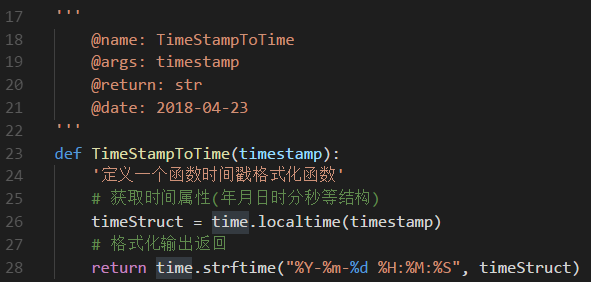 17 '''
18     @name: TimeStampToTime
19     @args: timestamp
20     @return: str
21     @date: 2018-04-23
22 '''
23 def TimeStampToTime(timestamp):
24     '定义一个函数时间戳格式化函数'
25     # 获取时间属性(年月日时分秒等结构)
26     timeStruct = time.localtime(timestamp)
27     # 格式化输出返回
28     return time.strftime("%Y-%m-%d %H:%M:%S", timeStruct)